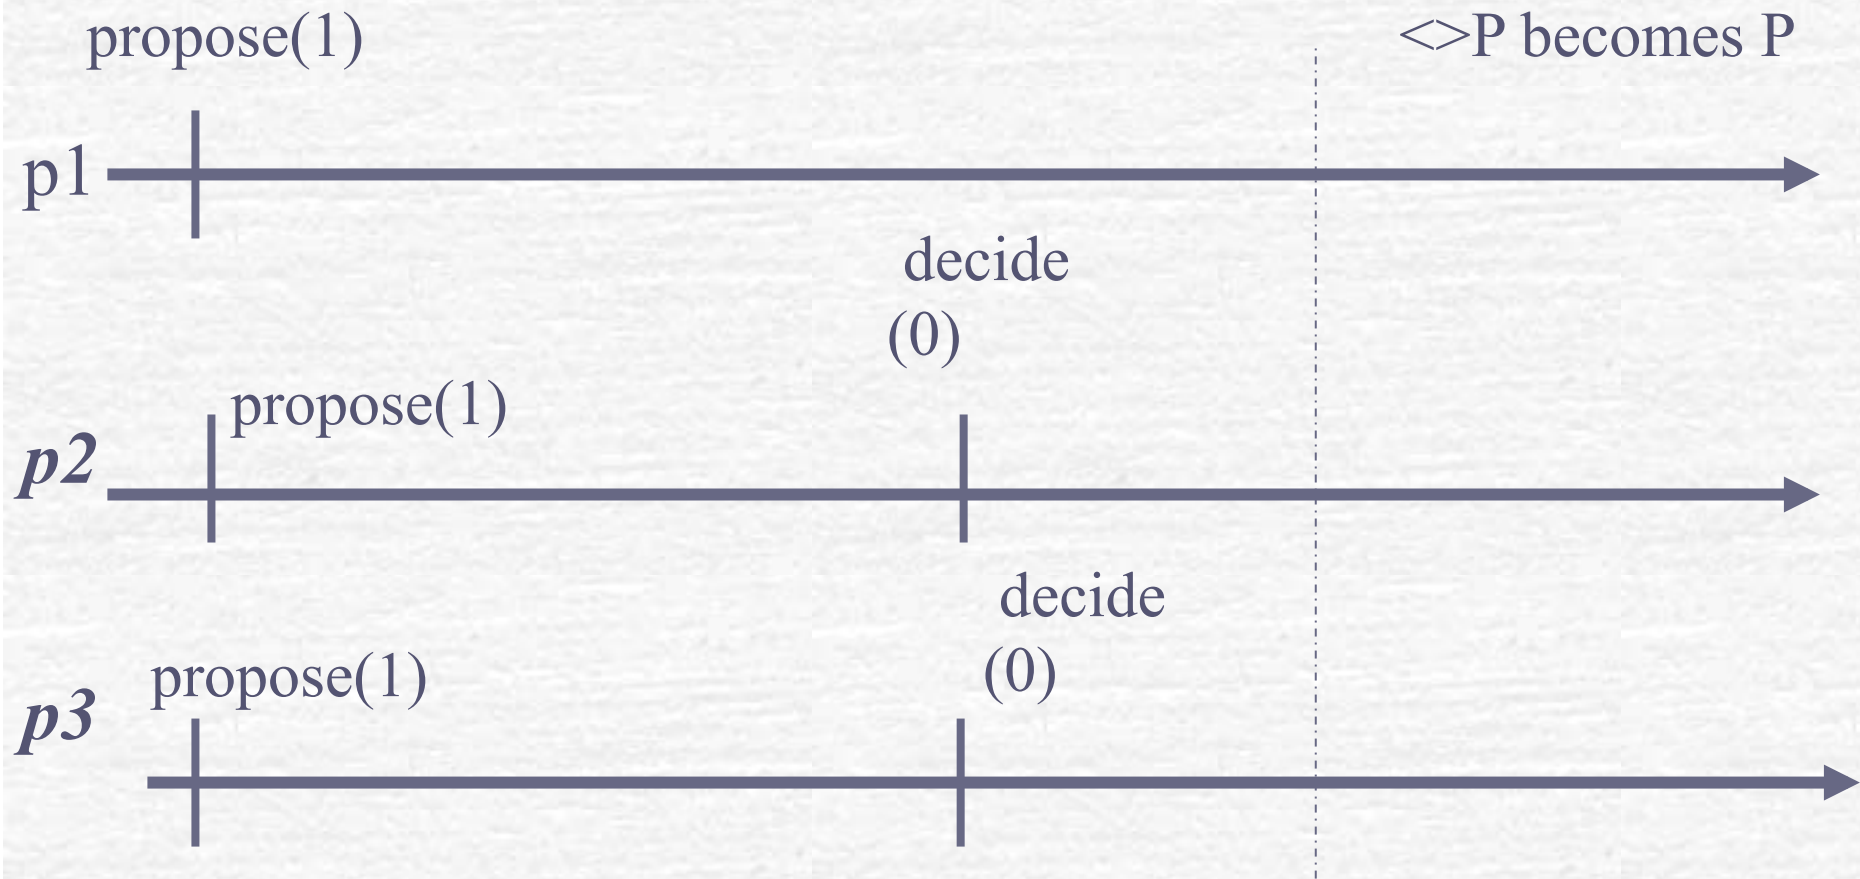 propose(1)
<>P becomes P
p1
decide
(0)
propose(1)
p2
decide
(0)
propose(1)
p3